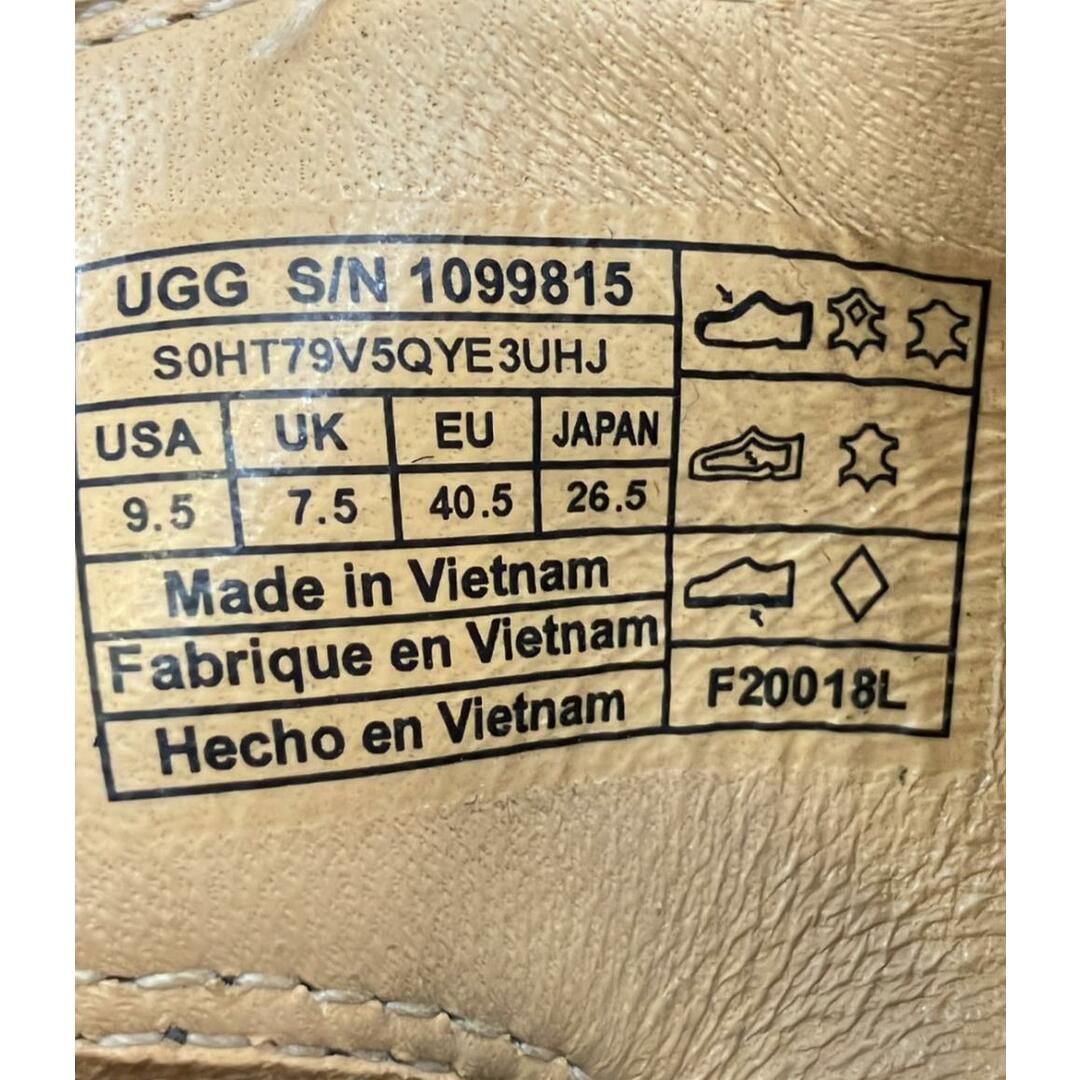 UGG S/N 1099815
S0HT79V5QYE3UHJ
USA UK EU JAPAN
9.5 7.5 40.5 26.5
Made in Vietnam
Fabrique en Vietnam
Hecho en Vietnam
F20018L